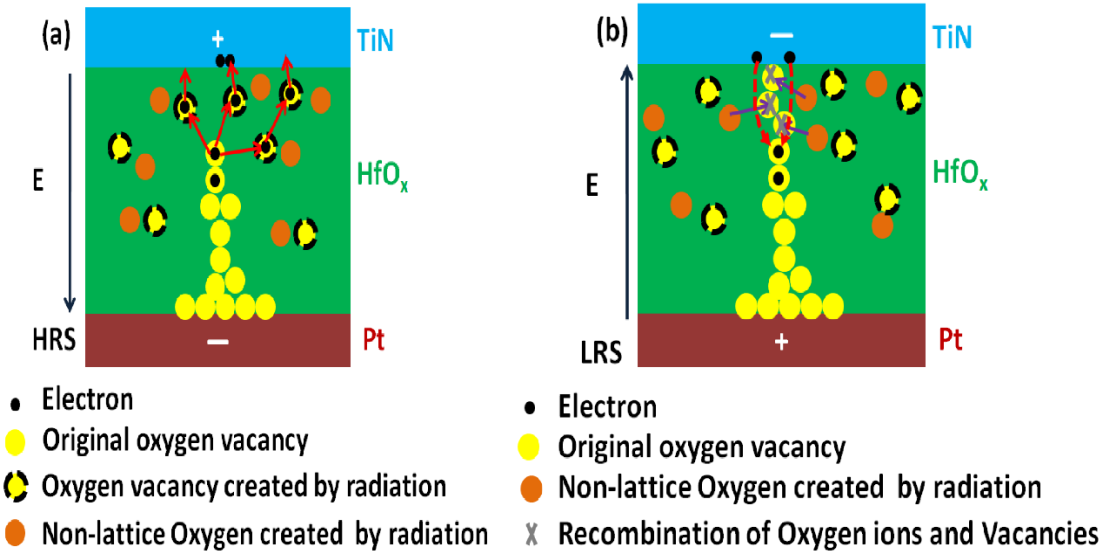 (a)
+
TiN
E
HfOx
HRS
—
Pt
Electron
Original oxygen vacancy
Oxygen vacancy created by radiation
Non-lattice Oxygen created by radiation
(b)
—
TiN
E
HfOx
LRS
+
Pt
Electron
Original oxygen vacancy
Non-lattice Oxygen created by radiation
Recombination of Oxygen ions and Vacancies